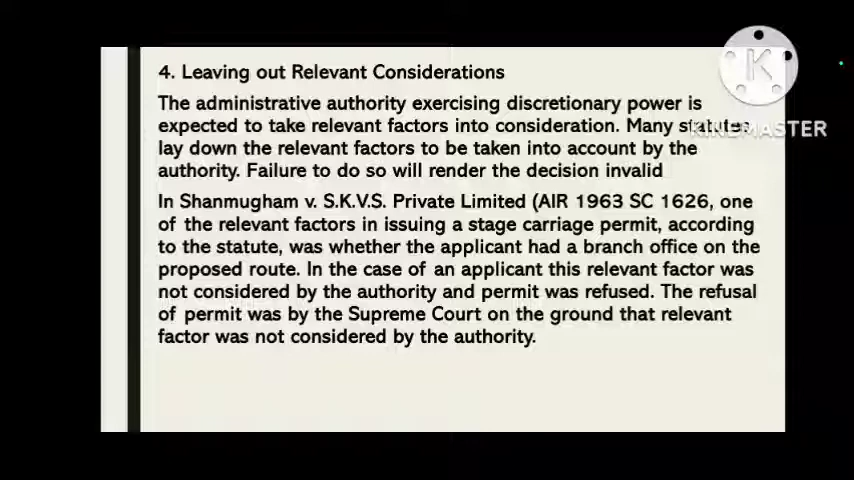 4. Leaving out Relevant Considerations
The administrative authority exercising discretionary power is
expected to take relevant factors into consideration. Many statutes
lay down the relevant factors to be taken into account by the
authority. Failure to do so will render the decision invalid
In Shanmugham v. S.K.V.S. Private Limited (AIR 1963 SC 1626, one
of the relevant factors in issuing a stage carriage permit, according
to the statute, was whether the applicant had a branch office on the
proposed route. In the case of an applicant this relevant factor was
not considered by the authority and permit was refused. The refusal
of permit was by the Supreme Court on the ground that relevant
factor was not considered by the authority.
K
KINEMASTER